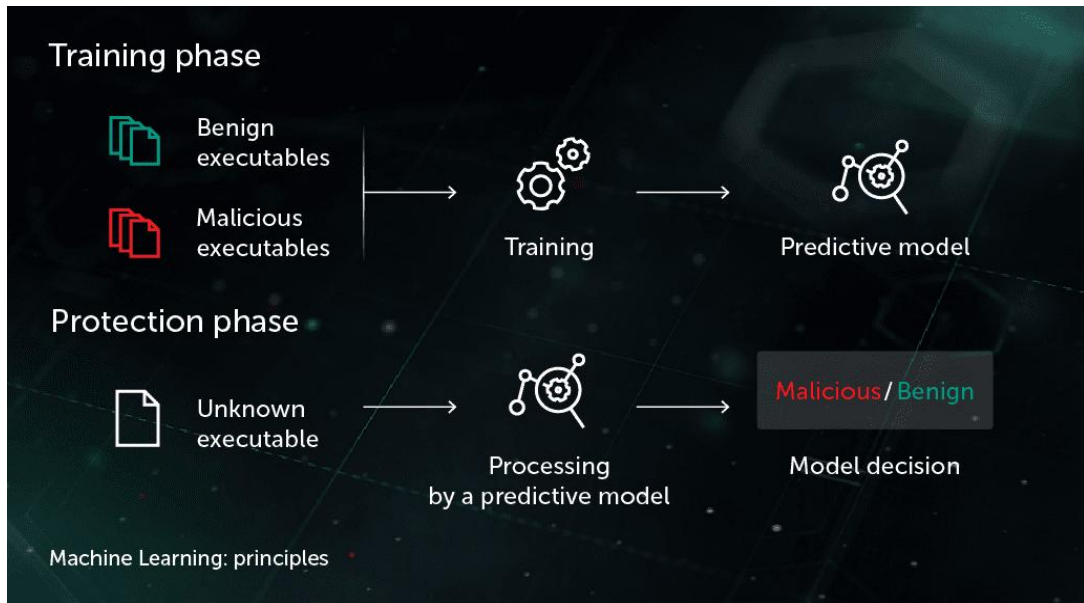 Training phase
Benign
executables
Malicious
executables
Training
Predictive model
Protection phase
Unknown
executable
Processing
by a predictive model
Malicious/Benign
Model decision
Machine Learning: principles